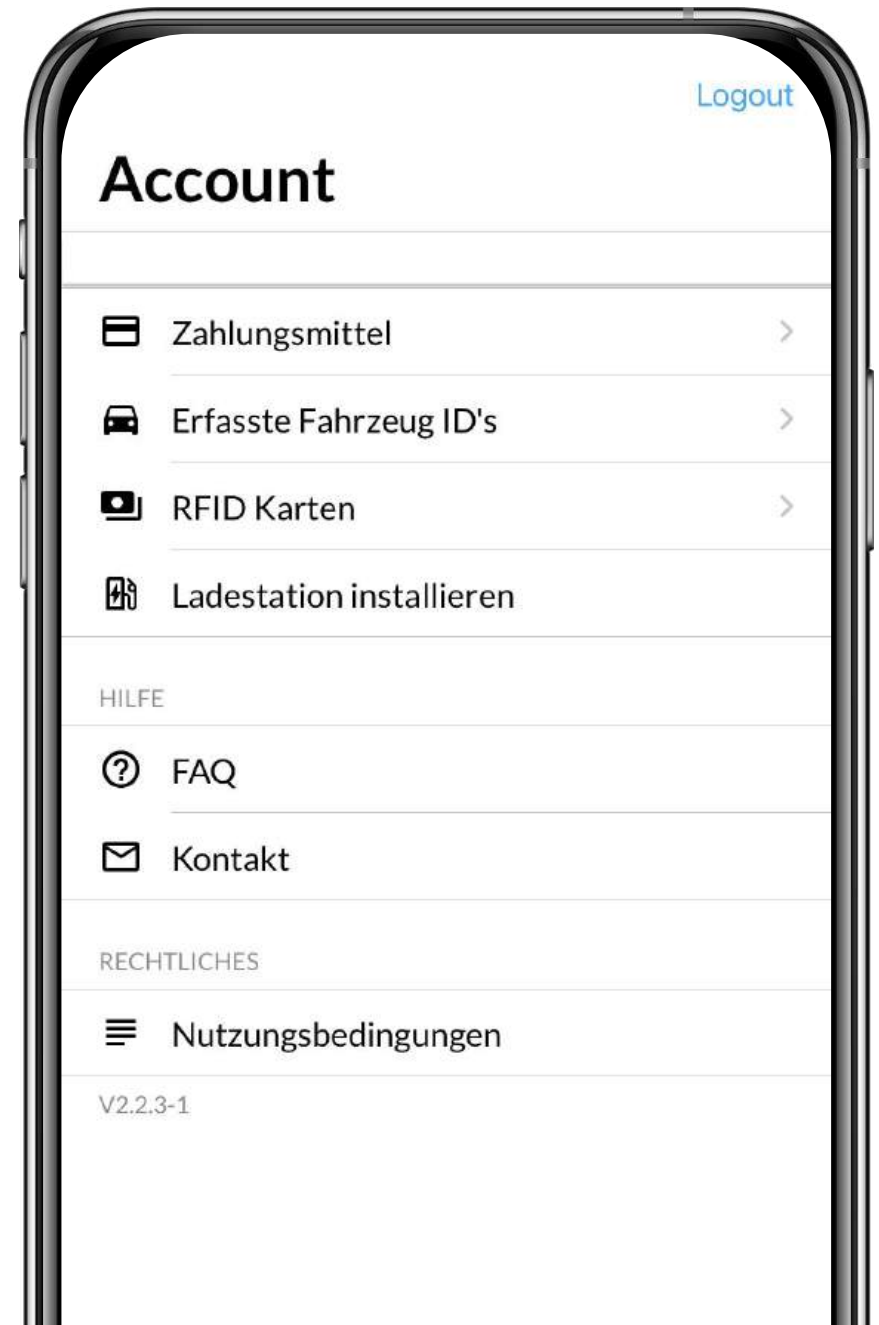 Logout
Account
Zahlungsmittel
Erfasste Fahrzeug ID's
RFID Karten
Ladestation installieren
HILFE
FAQ
Kontakt
RECHTLICHES
Nutzungsbedingungen
V2.2.3-1